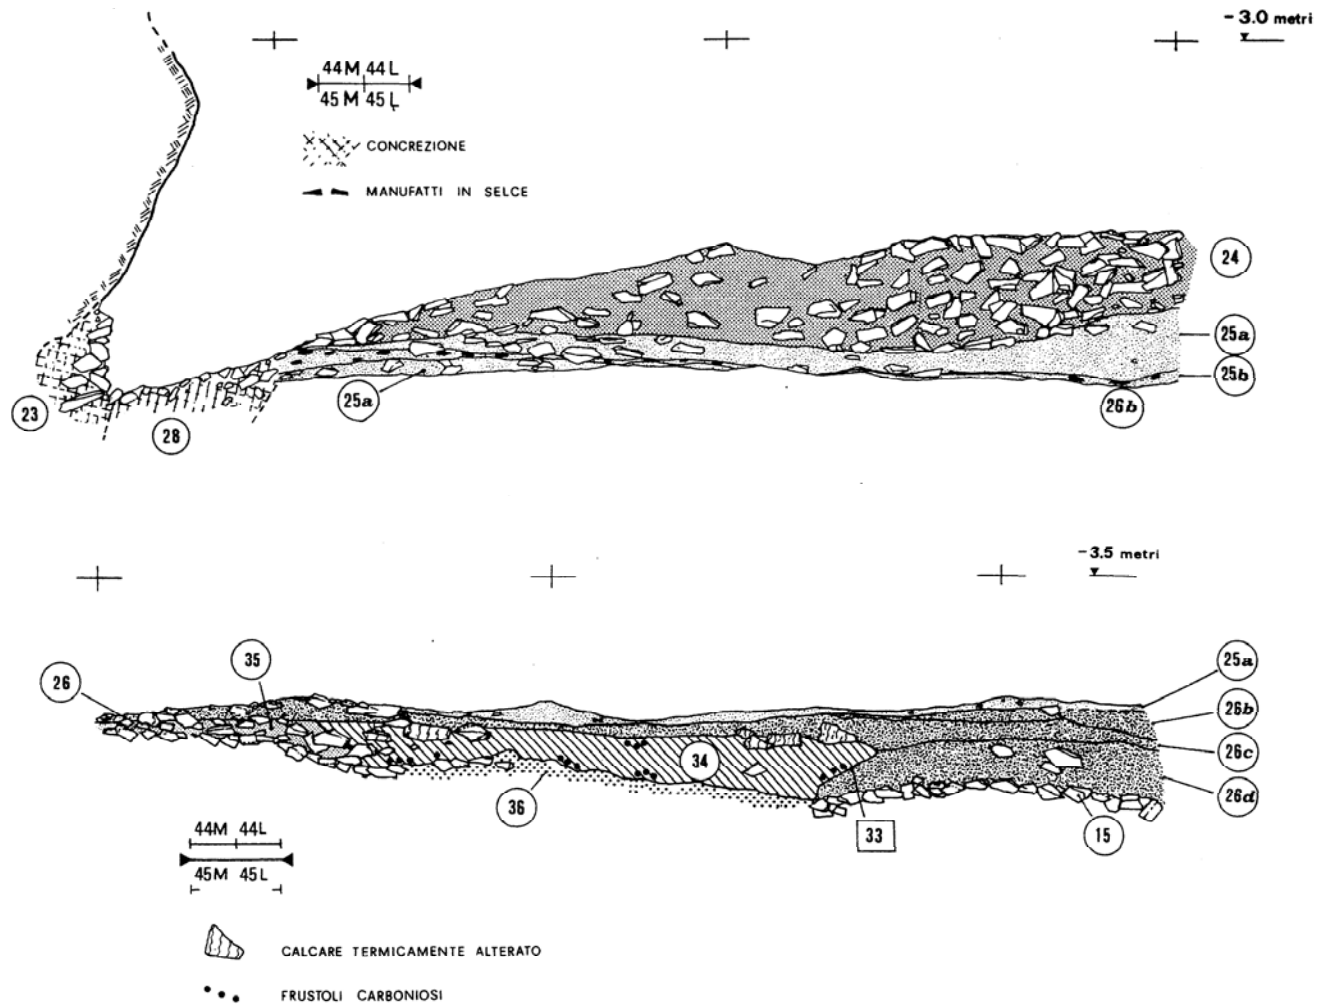 - 3.0 metri
44M 44L
45M 45L
CONCREZIONE
MANUFATTI IN SELCE
24
25a
25b
26b
25a
23
28
- 3.5 metri
25a
35
26
26b
26c
34
26d
36
33
15
44M 44L
45M 45L
CALCARE TERMICAMENTE ALTERATO
FRUSTOLI CARBONIOSI